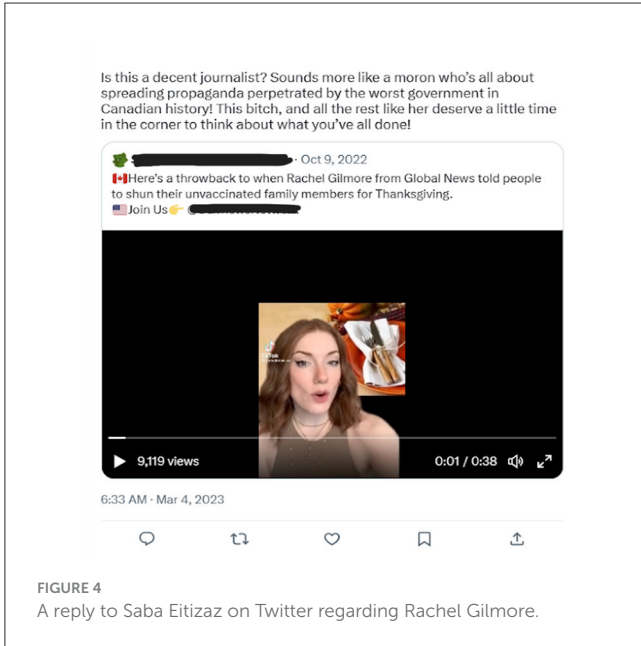 Is this a decent journalist? Sounds more like a moron who's all about
spreading propaganda perpetrated by the worst government in
Canadian history! This bitch, and all the rest like her deserve a little time
in the corner to think about what you've all done!
· Oct 9, 2022
🇨🇦Here's a throwback to when Rachel Gilmore from Global News told people
to shun their unvaccinated family members for Thanksgiving.
🇺🇸Join Us👉
TikTok
9,119 views
0:01 / 0:38
6:33 AM · Mar 4, 2023
FIGURE 4
A reply to Saba Eitizaz on Twitter regarding Rachel Gilmore.